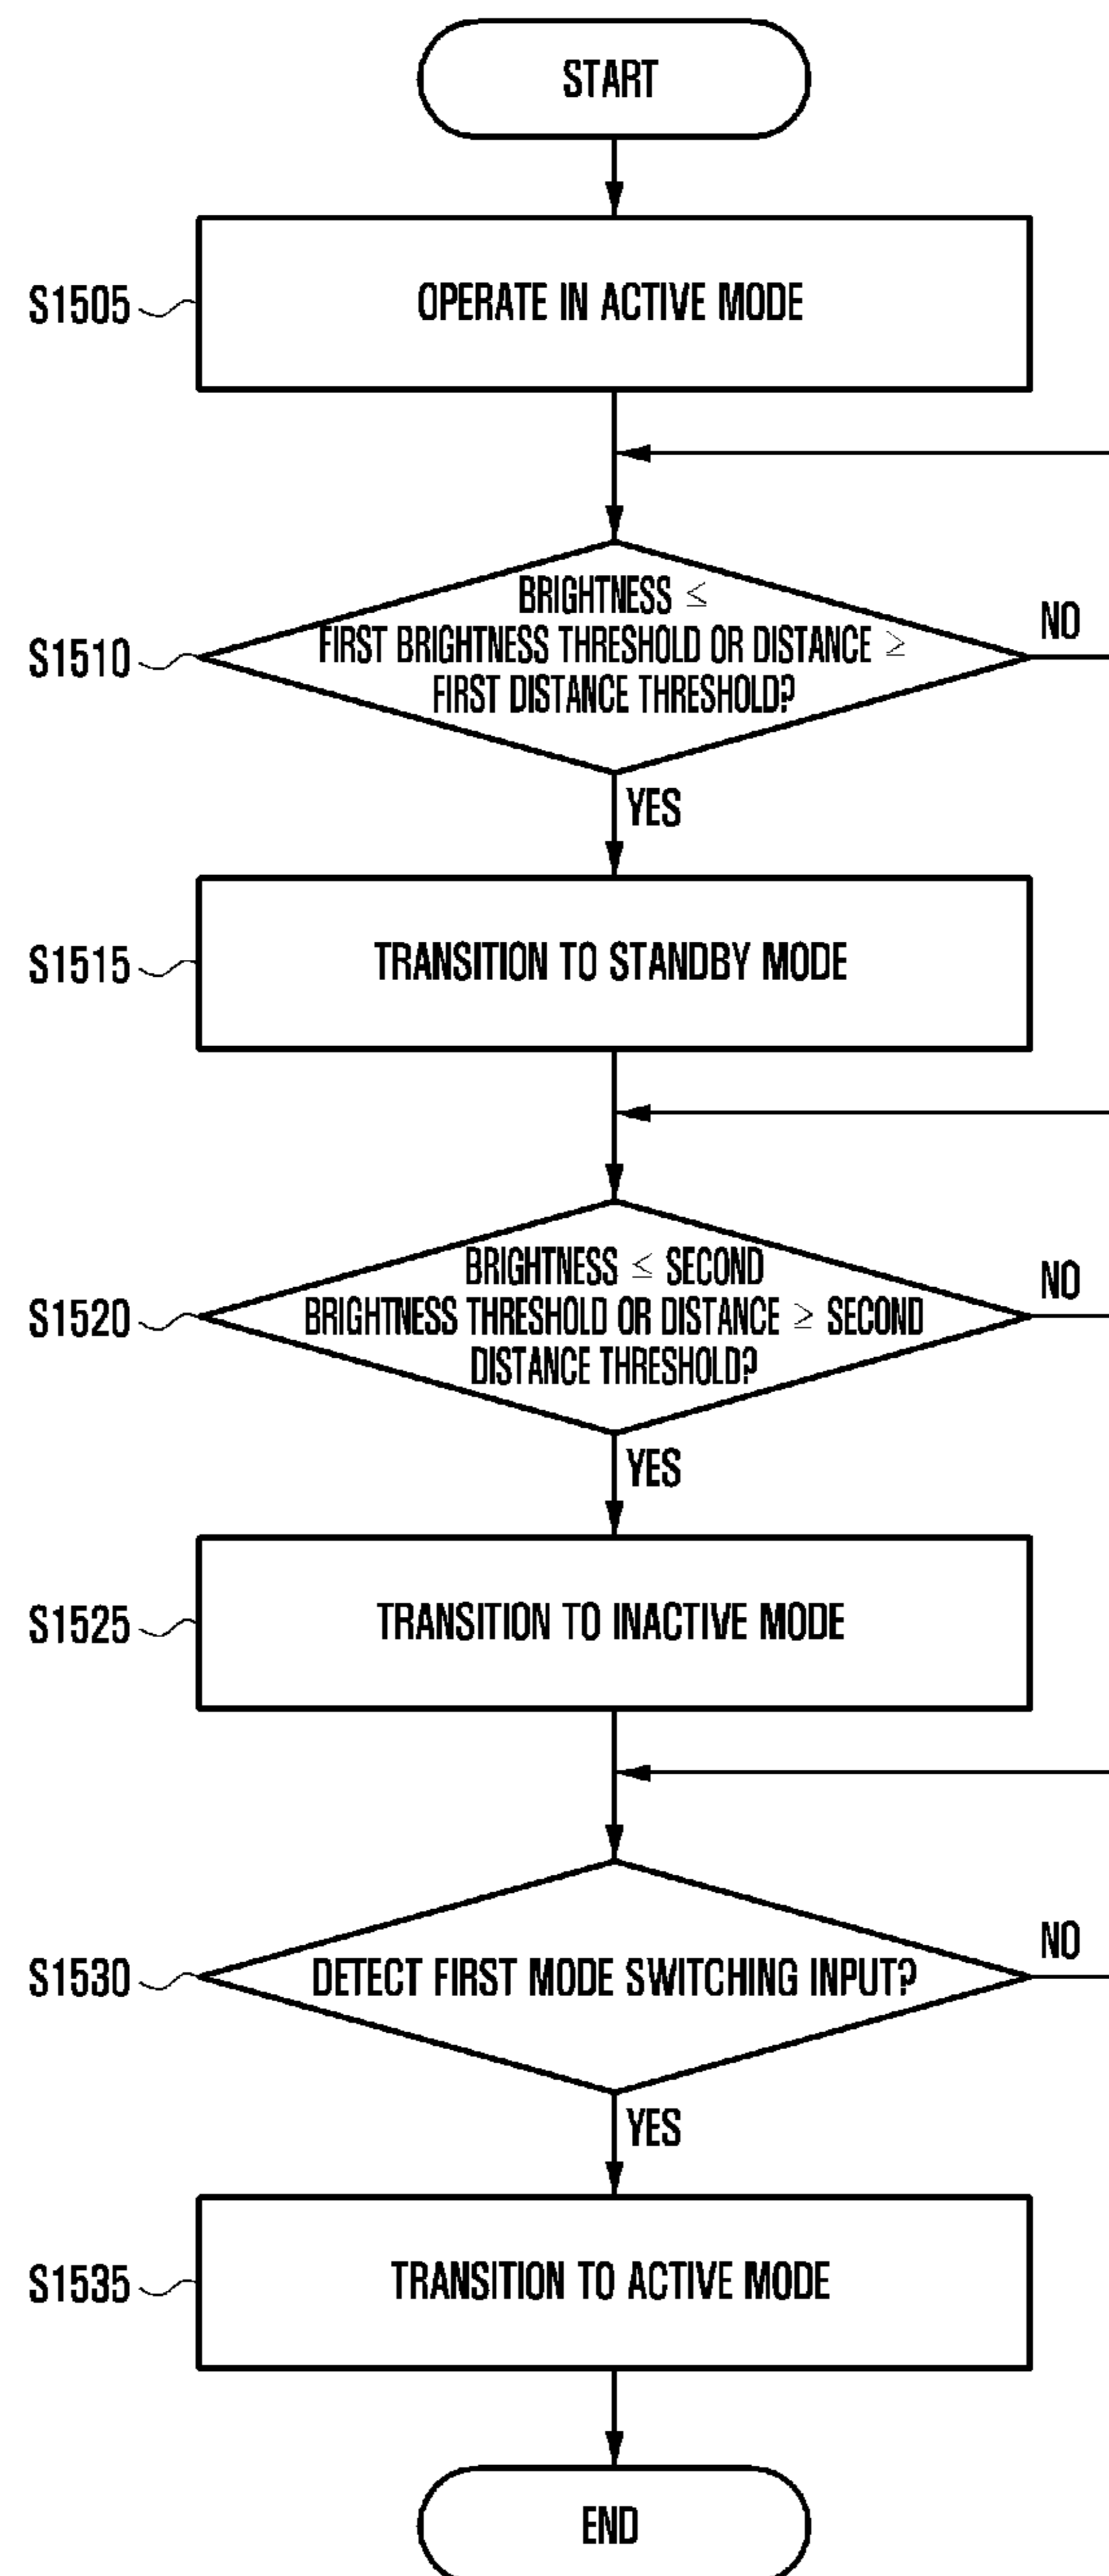 START
S1505
OPERATE IN ACTIVE MODE
BRIGHTNESS ≤
S1510
FIRST BRIGHTNESS THRESHOLD OR DISTANCE ≥
FIRST DISTANCE THRESHOLD?
NO
YES
S1515
TRANSITION TO STANDBY MODE
BRIGHTNESS ≤ SECOND
S1520
BRIGHTNESS THRESHOLD OR DISTANCE ≥ SECOND
DISTANCE THRESHOLD?
NO
YES
S1525
TRANSITION TO INACTIVE MODE
S1530
DETECT FIRST MODE SWITCHING INPUT?
NO
YES
S1535
TRANSITION TO ACTIVE MODE
END